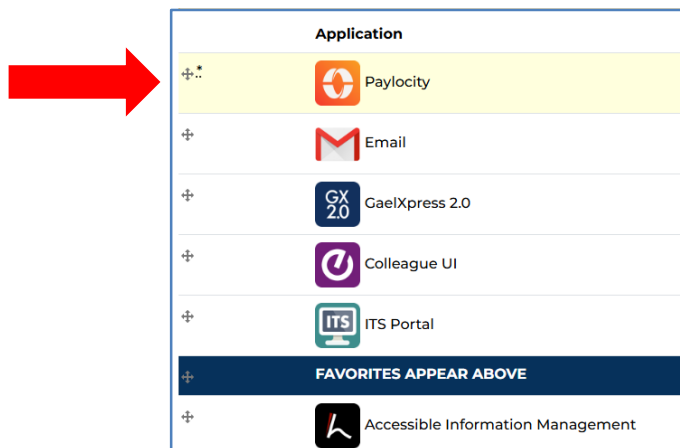 Application
*
Paylocity
Email
GX
2.0
GaelXpress 2.0
Colleague UI
ITS
ITS Portal
FAVORITES APPEAR ABOVE
Accessible Information Management